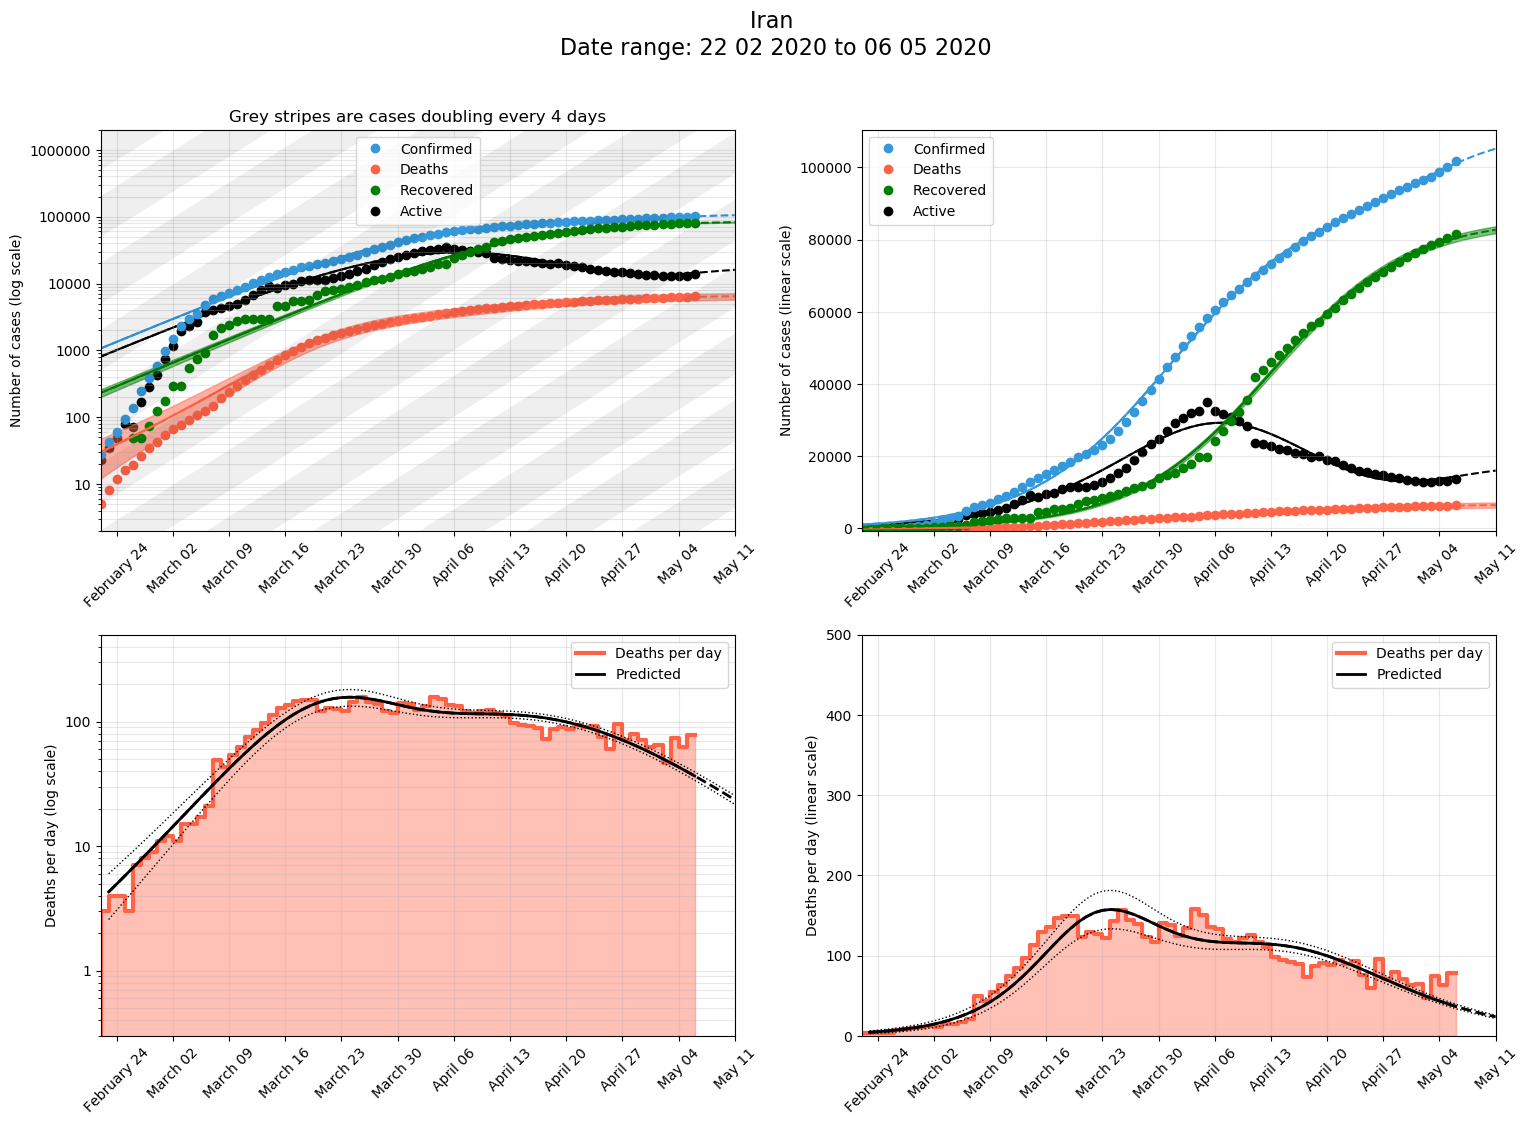 Iran
Date range: 22 02 2020 to 06 05 2020
Grey stripes are cases doubling every 4 days
Number of cases (log scale)
1000000
100000
10000
1000
100
10
Confirmed
Deaths
Recovered
Active
February 24
March 02
March 09
March 16
March 23
March 30
April 06
April 13
April 20
April 27
May 04
May 11
Number of cases (linear scale)
100000
80000
60000
40000
20000
0
Confirmed
Deaths
Recovered
Active
February 24
March 02
March 09
March 16
March 23
March 30
April 06
April 13
April 20
April 27
May 04
May 11
Deaths per day (log scale)
100
10
1
Deaths per day
Predicted
February 24
March 02
March 09
March 16
March 23
March 30
April 06
April 13
April 20
April 27
May 04
May 11
Deaths per day (linear scale)
500
400
300
200
100
0
Deaths per day
Predicted
February 24
March 02
March 09
March 16
March 23
March 30
April 06
April 13
April 20
April 27
May 04
May 11